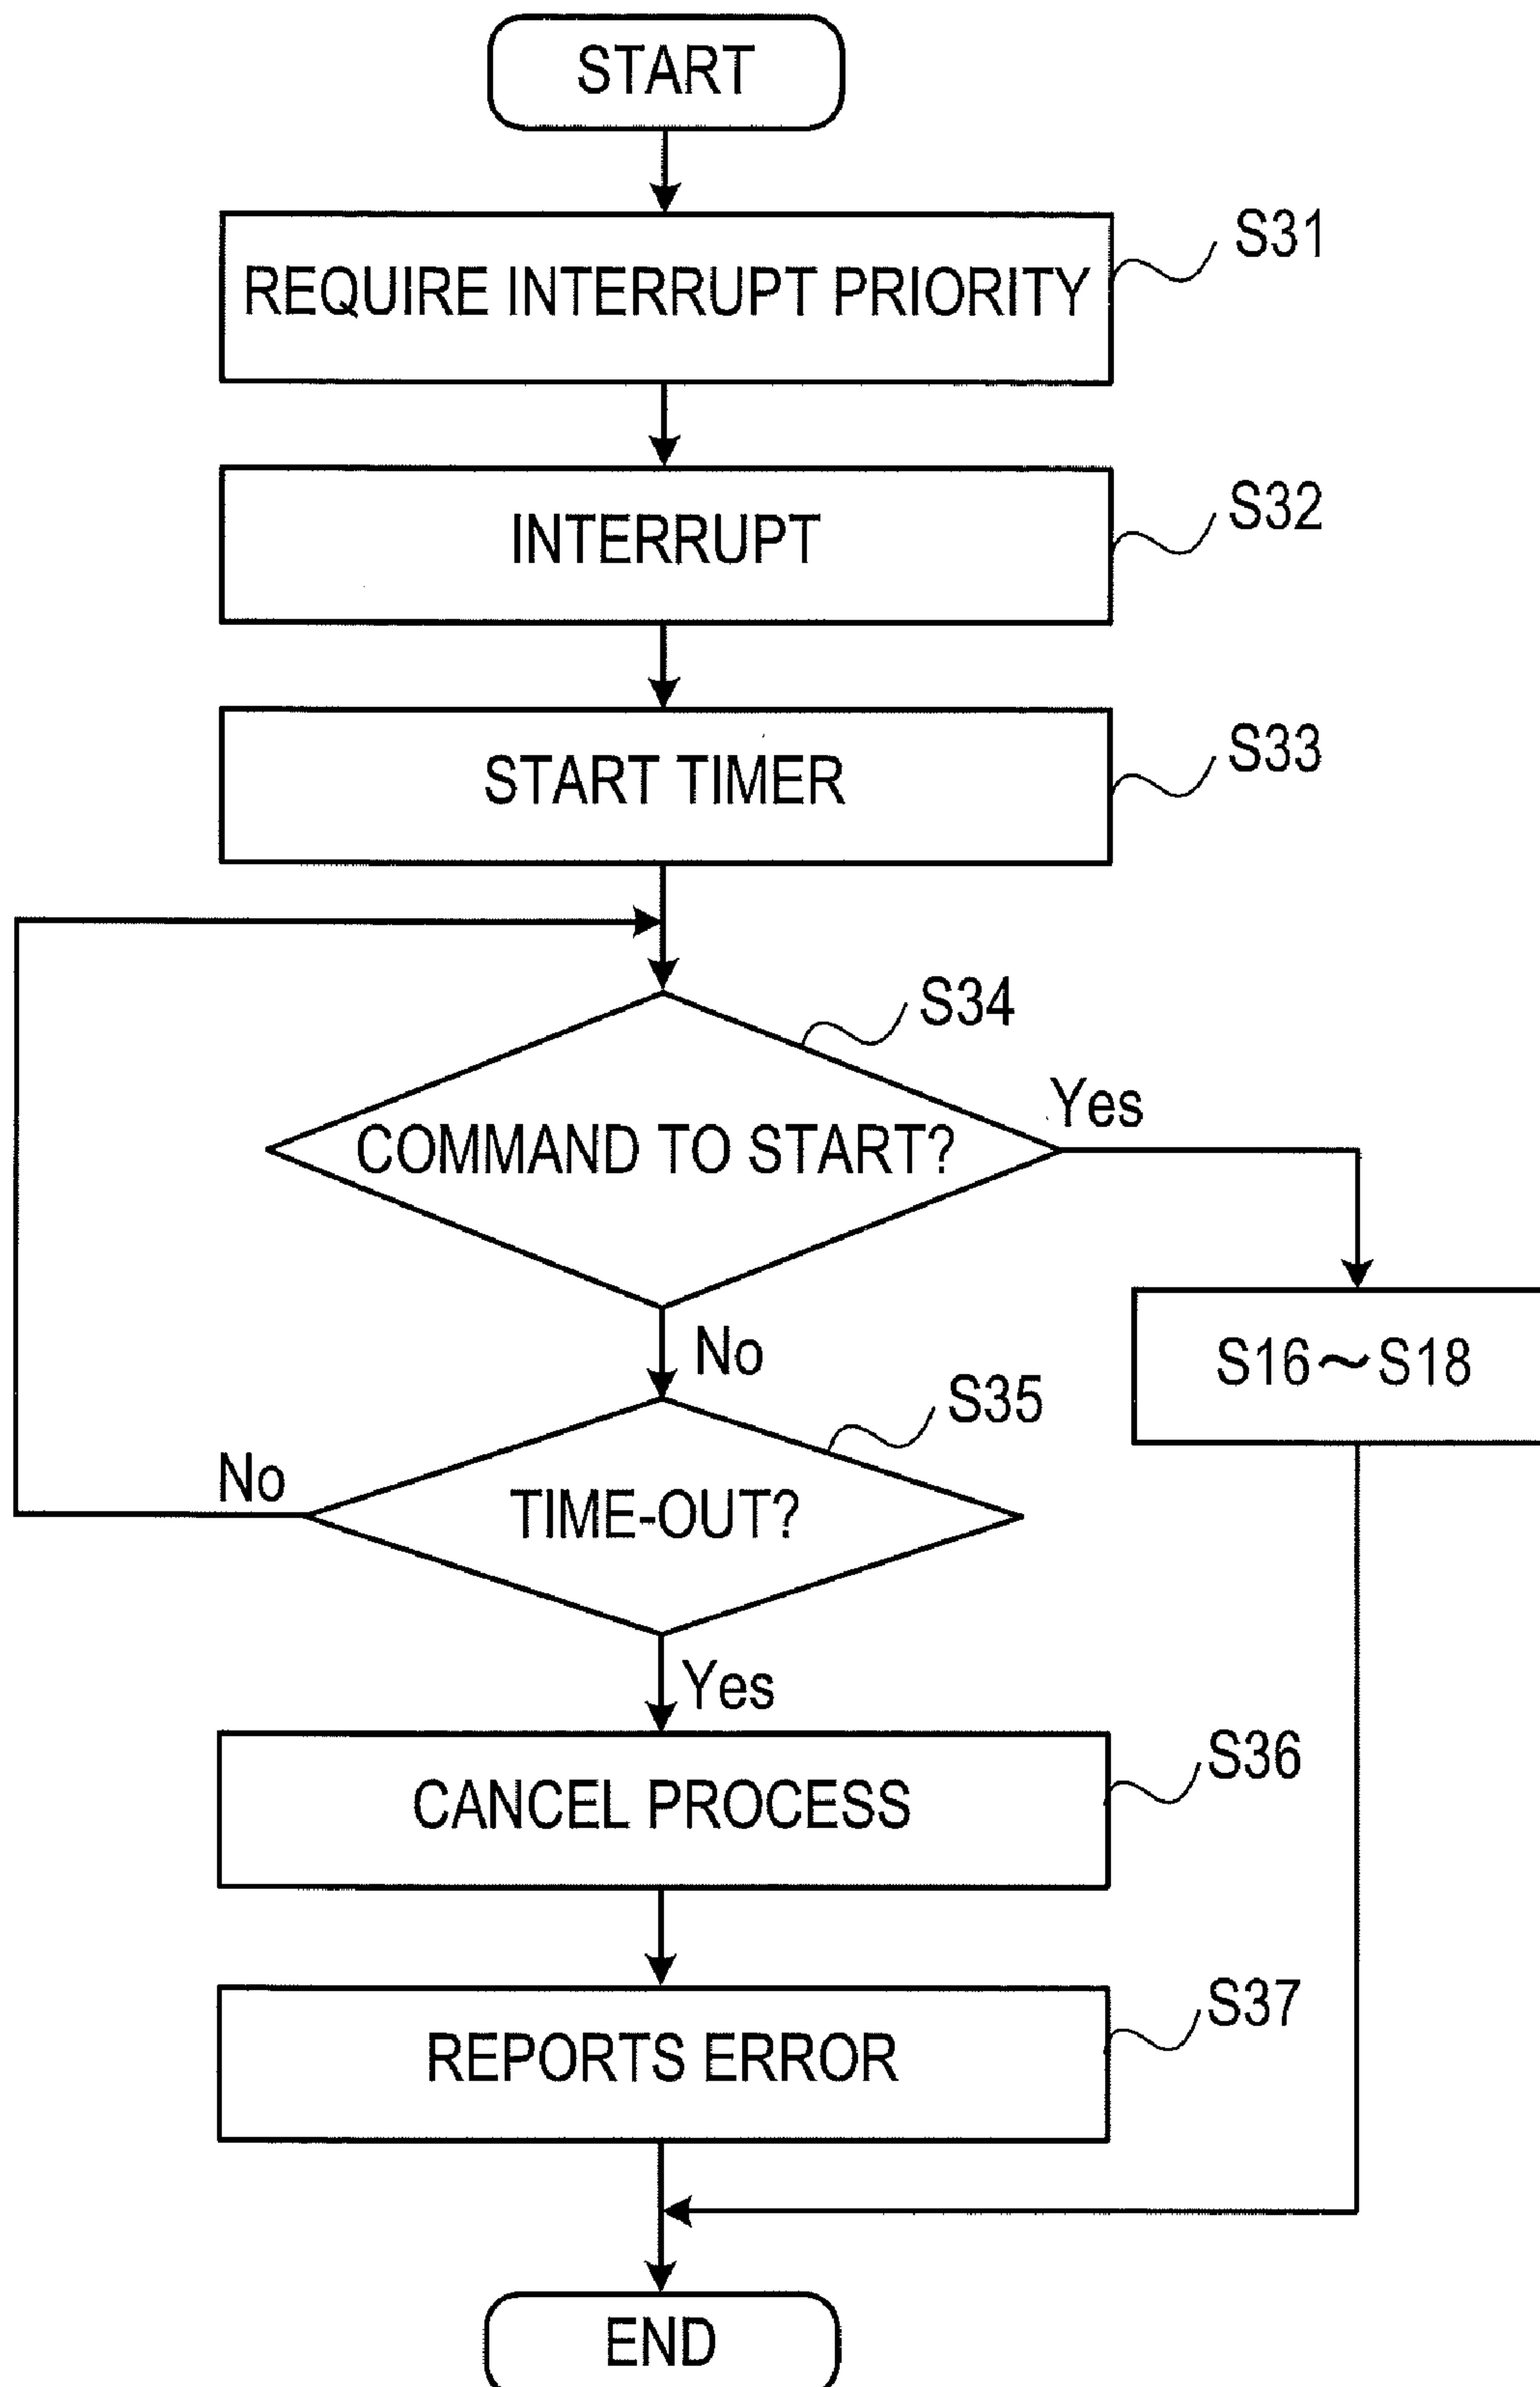 START
S31
REQUIRE INTERRUPT PRIORITY
S32
INTERRUPT
S33
START TIMER
S34
Yes
COMMAND TO START?
No
S16~S18
S35
No
TIME-OUT?
Yes
S36
CANCEL PROCESS
S37
REPORTS ERROR
END